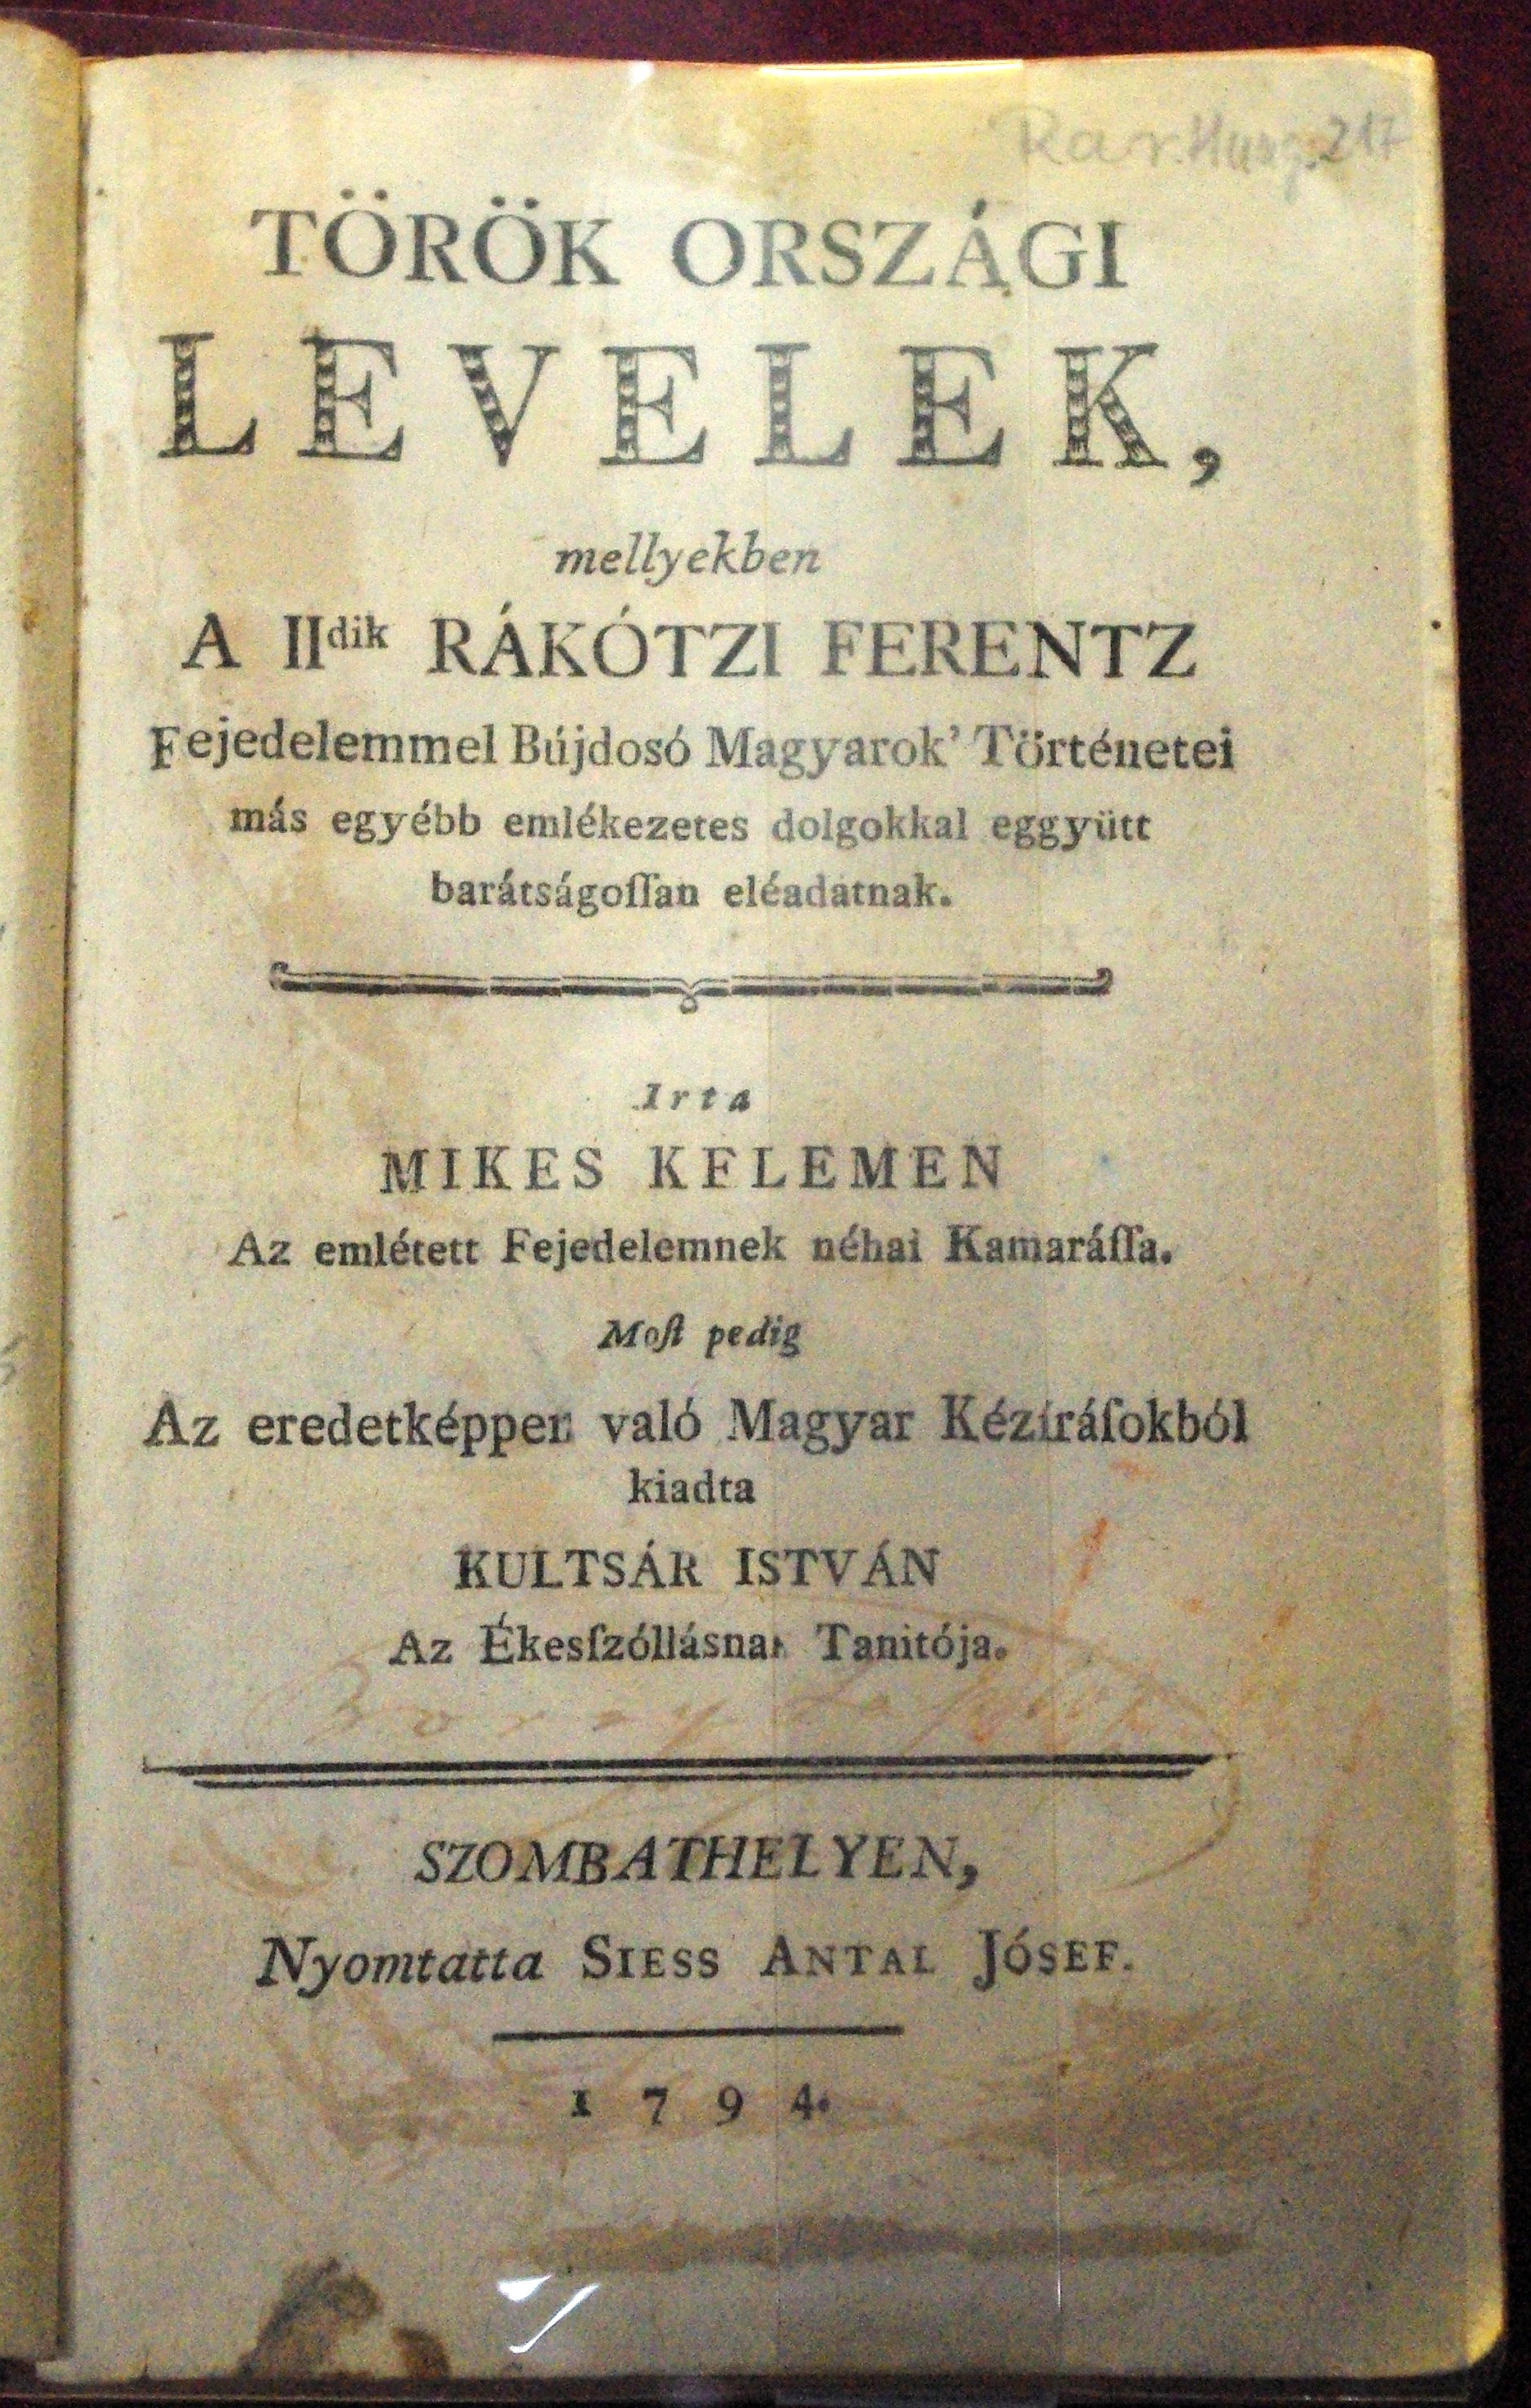 Rar. Hung. 217
TÖRÖK ORSZÁGI
LEVELEK,
mellyekben
A IIdik RÁKÓTZI FERENTZ
Fejedelemmel Bújdosó Magyarok' Történetei
más egyébb emlékezetes dolgokkal eggyütt
barátságoſſan eléadatnak.
Irta
MIKES KELEMEN
Az emlétett Fejedelemnek néhai Kamaráſſa.
Moſt pedig
Az eredetképpen való Magyar Kézíráſokból
kiadta
KULTSÁR ISTVÁN
Az Ékesſzóllásnak Tanitója.
SZOMBATHELYEN,
Nyomtatta SIESS ANTAL JÓSEF.
1794.